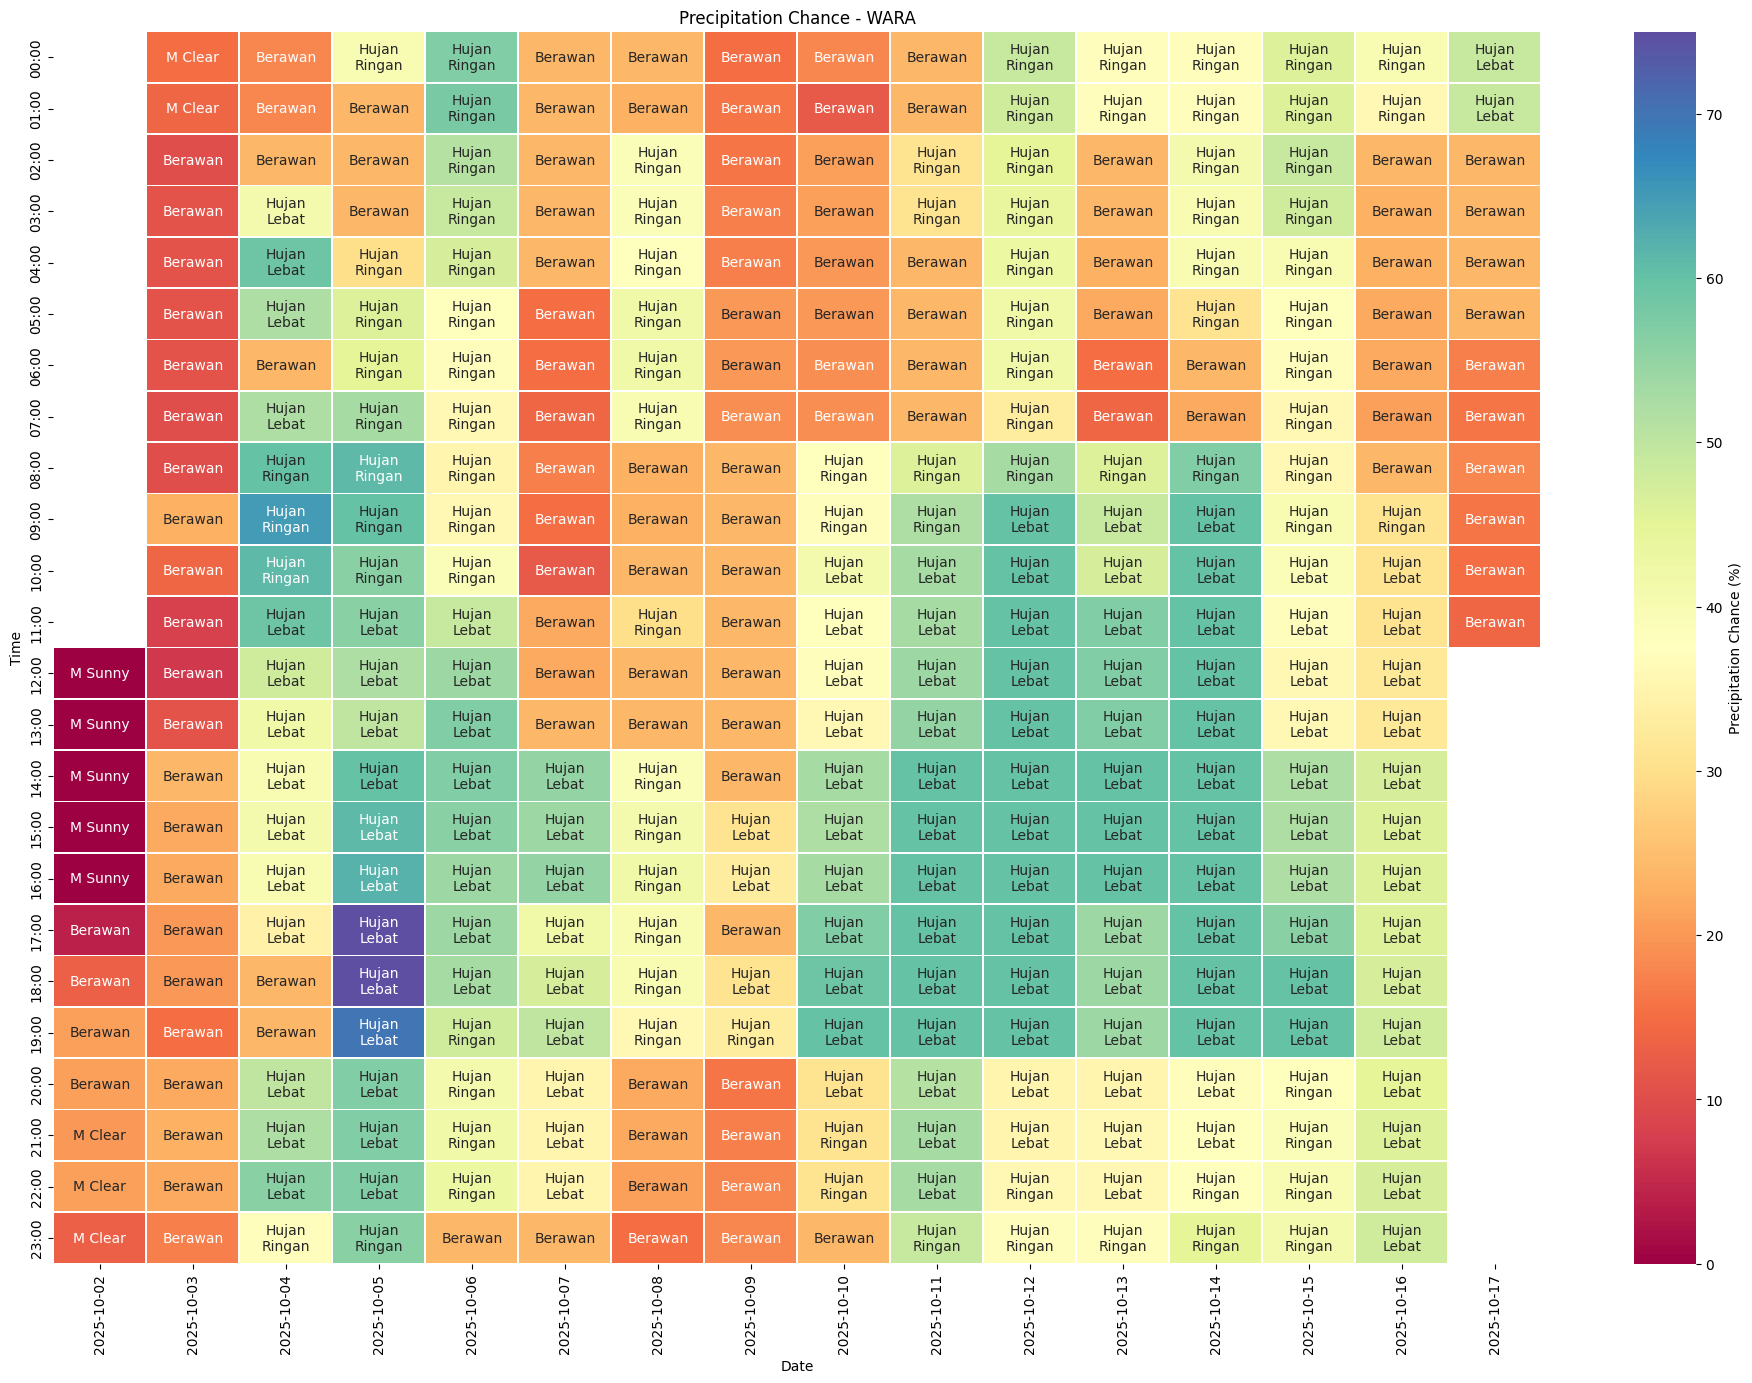 Precipitation Chance - WARA
00:00 M Clear Berawan Hujan Ringan Hujan Ringan Berawan Berawan Berawan Berawan Berawan Hujan Ringan Hujan Ringan Hujan Ringan Hujan Ringan Hujan Ringan Hujan Lebat
01:00 M Clear Berawan Berawan Hujan Ringan Berawan Berawan Berawan Berawan Berawan Hujan Ringan Hujan Ringan Hujan Ringan Hujan Ringan Hujan Ringan Hujan Lebat
02:00 Berawan Berawan Berawan Hujan Ringan Berawan Hujan Ringan Berawan Berawan Hujan Ringan Hujan Ringan Berawan Hujan Ringan Hujan Ringan Berawan Berawan
03:00 Berawan Hujan Lebat Berawan Hujan Ringan Berawan Hujan Ringan Berawan Berawan Hujan Ringan Hujan Ringan Berawan Hujan Ringan Hujan Ringan Berawan Berawan
04:00 Berawan Hujan Lebat Hujan Ringan Hujan Ringan Berawan Hujan Ringan Berawan Berawan Berawan Hujan Ringan Berawan Hujan Ringan Hujan Ringan Berawan Berawan
05:00 Berawan Hujan Lebat Hujan Ringan Hujan Ringan Berawan Hujan Ringan Berawan Berawan Berawan Hujan Ringan Berawan Hujan Ringan Hujan Ringan Berawan Berawan
06:00 Berawan Berawan Hujan Ringan Hujan Ringan Berawan Hujan Ringan Berawan Berawan Berawan Hujan Ringan Berawan Berawan Hujan Ringan Berawan Berawan
07:00 Berawan Hujan Lebat Hujan Ringan Hujan Ringan Berawan Hujan Ringan Berawan Berawan Berawan Hujan Ringan Berawan Berawan Hujan Ringan Berawan Berawan
08:00 Berawan Hujan Ringan Hujan Ringan Hujan Ringan Berawan Berawan Berawan Hujan Ringan Hujan Ringan Hujan Ringan Hujan Ringan Hujan Ringan Hujan Ringan Berawan Berawan
09:00 Berawan Hujan Ringan Hujan Ringan Hujan Ringan Berawan Berawan Berawan Hujan Ringan Hujan Ringan Hujan Lebat Hujan Lebat Hujan Lebat Hujan Ringan Hujan Ringan Berawan
10:00 Berawan Hujan Ringan Hujan Ringan Hujan Ringan Berawan Berawan Berawan Hujan Lebat Hujan Lebat Hujan Lebat Hujan Lebat Hujan Lebat Hujan Lebat Hujan Lebat Berawan
11:00 Berawan Hujan Lebat Hujan Lebat Hujan Lebat Berawan Hujan Ringan Berawan Hujan Lebat Hujan Lebat Hujan Lebat Hujan Lebat Hujan Lebat Hujan Lebat Hujan Lebat Berawan
12:00 M Sunny Berawan Hujan Lebat Hujan Lebat Hujan Lebat Berawan Berawan Berawan Hujan Lebat Hujan Lebat Hujan Lebat Hujan Lebat Hujan Lebat Hujan Lebat Hujan Lebat
13:00 M Sunny Berawan Hujan Lebat Hujan Lebat Hujan Lebat Berawan Berawan Berawan Hujan Lebat Hujan Lebat Hujan Lebat Hujan Lebat Hujan Lebat Hujan Lebat Hujan Lebat
14:00 M Sunny Berawan Hujan Lebat Hujan Lebat Hujan Lebat Hujan Lebat Hujan Ringan Berawan Hujan Lebat Hujan Lebat Hujan Lebat Hujan Lebat Hujan Lebat Hujan Lebat Hujan Lebat
15:00 M Sunny Berawan Hujan Lebat Hujan Lebat Hujan Lebat Hujan Lebat Hujan Ringan Hujan Lebat Hujan Lebat Hujan Lebat Hujan Lebat Hujan Lebat Hujan Lebat Hujan Lebat Hujan Lebat
16:00 M Sunny Berawan Hujan Lebat Hujan Lebat Hujan Lebat Hujan Lebat Hujan Ringan Hujan Lebat Hujan Lebat Hujan Lebat Hujan Lebat Hujan Lebat Hujan Lebat Hujan Lebat Hujan Lebat
17:00 Berawan Berawan Hujan Lebat Hujan Lebat Hujan Lebat Hujan Lebat Hujan Ringan Berawan Hujan Lebat Hujan Lebat Hujan Lebat Hujan Lebat Hujan Lebat Hujan Lebat Hujan Lebat
18:00 Berawan Berawan Berawan Hujan Lebat Hujan Lebat Hujan Lebat Hujan Ringan Hujan Lebat Hujan Lebat Hujan Lebat Hujan Lebat Hujan Lebat Hujan Lebat Hujan Lebat Hujan Lebat
19:00 Berawan Berawan Berawan Hujan Lebat Hujan Ringan Hujan Lebat Hujan Ringan Hujan Ringan Hujan Lebat Hujan Lebat Hujan Lebat Hujan Lebat Hujan Lebat Hujan Lebat Hujan Lebat
20:00 Berawan Berawan Hujan Lebat Hujan Lebat Hujan Ringan Hujan Lebat Berawan Berawan Hujan Lebat Hujan Lebat Hujan Lebat Hujan Lebat Hujan Lebat Hujan Ringan Hujan Lebat
21:00 M Clear Berawan Hujan Lebat Hujan Lebat Hujan Ringan Hujan Lebat Berawan Berawan Hujan Ringan Hujan Lebat Hujan Lebat Hujan Lebat Hujan Lebat Hujan Ringan Hujan Lebat
22:00 M Clear Berawan Hujan Lebat Hujan Lebat Hujan Ringan Hujan Lebat Berawan Berawan Hujan Ringan Hujan Lebat Hujan Ringan Hujan Lebat Hujan Ringan Hujan Ringan Hujan Lebat
23:00 M Clear Berawan Hujan Ringan Hujan Ringan Berawan Berawan Berawan Berawan Berawan Hujan Ringan Hujan Ringan Hujan Ringan Hujan Ringan Hujan Ringan Hujan Lebat
Time
2025-10-02 2025-10-03 2025-10-04 2025-10-05 2025-10-06 2025-10-07 2025-10-08 2025-10-09 2025-10-10 2025-10-11 2025-10-12 2025-10-13 2025-10-14 2025-10-15 2025-10-16 2025-10-17
Date
70
60
50
40
30
20
10
0
Precipitation Chance (%)